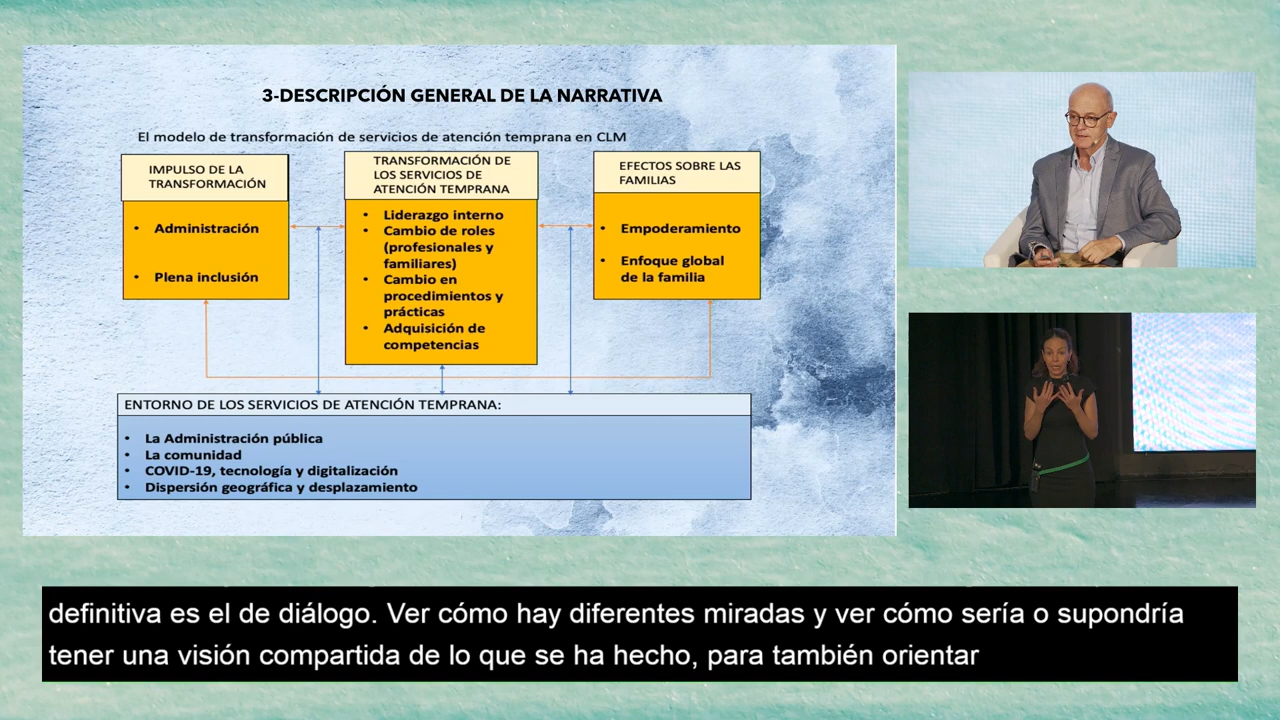 3-DESCRIPCIÓN GENERAL DE LA NARRATIVA
El modelo de transformación de servicios de atención temprana en CLM
IMPULSO DE LA
TRANSFORMACIÓN
• Administración
• Plena inclusión
TRANSFORMACIÓN DE
LOS SERVICIOS DE
ATENCIÓN TEMPRANA
• Liderazgo interno
• Cambio de roles
(profesionales y
familiares)
• Cambio en
procedimientos y
prácticas
• Adquisición de
competencias
EFECTOS SOBRE LAS
FAMILIAS
• Empoderamiento
• Enfoque global
de la familia
ENTORNO DE LOS SERVICIOS DE ATENCIÓN TEMPRANA:
• La Administración pública
• La comunidad
• COVID-19, tecnología y digitalización
• Dispersión geográfica y desplazamiento
definitiva es el de diálogo. Ver cómo hay diferentes miradas y ver cómo sería o supondría
tener una visión compartida de lo que se ha hecho, para también orientar